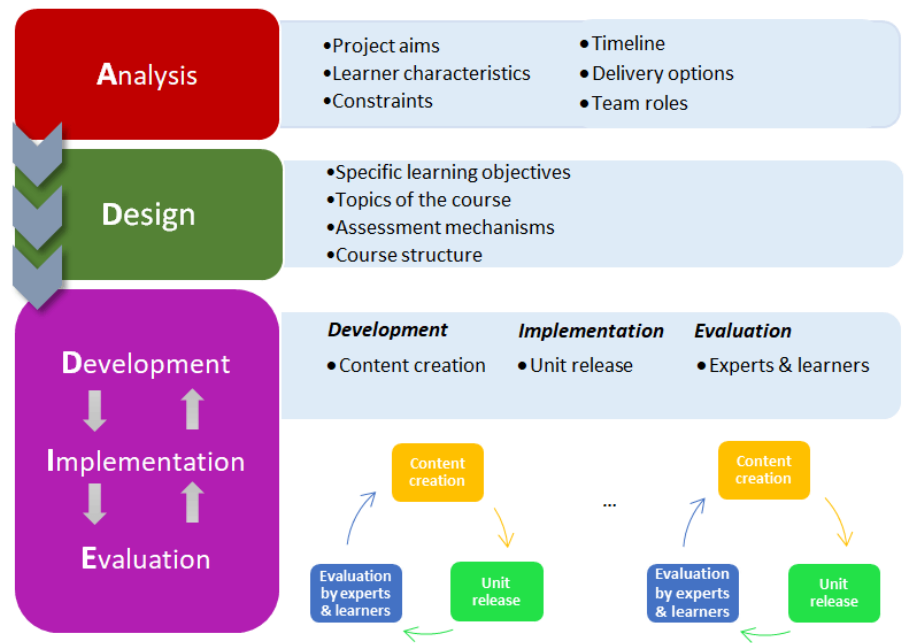 Analysis
•Project aims
•Learner characteristics
•Constraints
•Timeline
•Delivery options
•Team roles
Design
•Specific learning objectives
•Topics of the course
•Assessment mechanisms
•Course structure
Development
Implementation
Evaluation
Development
•Content creation
Implementation
•Unit release
Evaluation
•Experts & learners
Content
creation
Unit
release
Evaluation
by experts
& learners
...
Content
creation
Unit
release
Evaluation
by experts
& learners